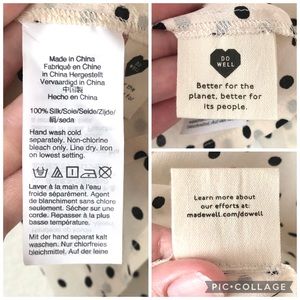 Made in China
Fabriqué en Chine
in China Hergestellt
Vervaardigd in China
中国製
Hecho en China
100% Silk/Soie/Seide/Zijde/
絹/seda
Hand wash cold
separately. Non-chlorine
bleach only. Line dry. Iron
on lowest setting.
Laver à la main à l'eau
froide séparément. Agent
de blanchiment sans chlore
seulement. Sécher sur une
corde. Repasser à la plus
basse température.
Mit der Hand separat kalt
waschen. Nur chlorfreies
Bleichmittel. Auf der Leine
DO
WELL
Better for the
planet, better for
its people.
Learn more about
our efforts at:
madewell.com/dowell
PIC•COLLAGE